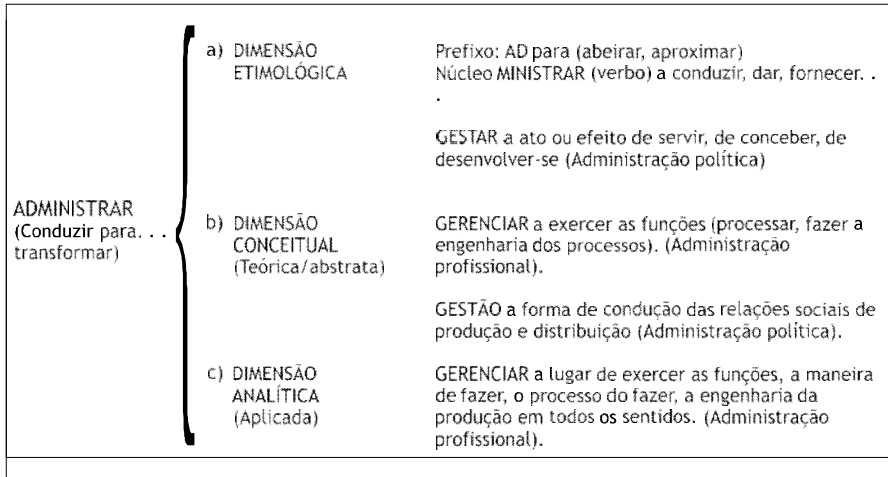 a) DIMENSÃO
ETIMOLÓGICA
Prefixo: AD para (abeirar, aproximar)
Núcleo MINISTRAR (verbo) a conduzir, dar, fornecer. .
.
GESTAR a ato ou efeito de servir, de conceber, de
desenvolver-se (Administração política)
ADMINISTRAR
(Conduzir para. . .
transformar)
b) DIMENSÃO
CONCEITUAL
(Teórica/abstrata)
GERENCIAR a exercer as funções (processar, fazer a
engenharia dos processos). (Administração
profissional).
GESTÃO a forma de condução das relações sociais de
produção e distribuição (Administração política).
c) DIMENSÃO
ANALÍTICA
(Aplicada)
GERENCIAR a lugar de exercer as funções, a maneira
de fazer, o processo do fazer, a engenharia da
produção em todos os sentidos. (Administração
profissional).